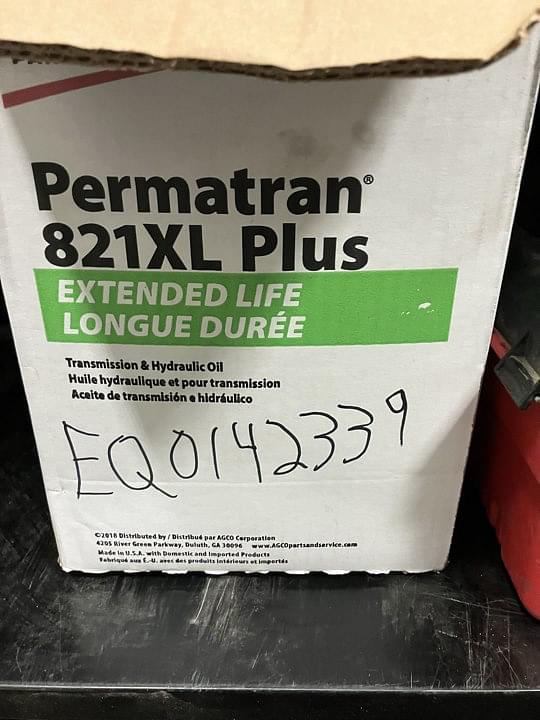 Permatran®
821XL Plus
EXTENDED LIFE
LONGUE DURÉE
Transmission & Hydraulic Oil
Huile hydraulique et pour transmission
Aceite de transmisión e hidráulico
EQ0142339
©2018 Distributed by / Distribué par AGCO Corporation
4205 River Green Parkway, Duluth, GA 30096 www.AGCOpartsandservice.com
Made in U.S.A. with Domestic and Imported Products
Fabriqué aux É.-U. avec des produits intérieurs et importés